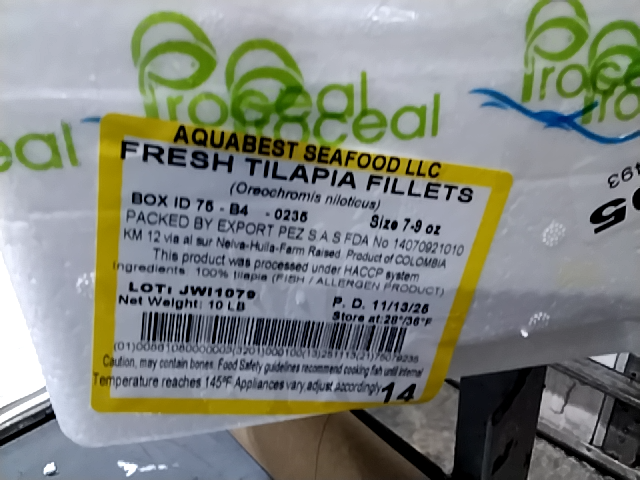 Proceal
AQUABEST SEAFOOD LLC
FRESH TILAPIA FILLETS
(Oreochromis niloticus)
BOX ID 75 - B4 - 0235 Size 7-9 oz
PACKED BY EXPORT PEZ S A S FDA No 14070921010
KM 12 via al sur Neiva-Huila-Farm Raised. Product of COLOMBIA
This product was processed under HACCP system
Ingredients: 100% tilapia (FISH / ALLERGEN PRODUCT)
LOT: JWI1079
P. D. 11/13/25
Net Weight: 10 LB
Store at: 28°/36°F
Caution, may contain bones. Food Safety guidelines recommend cooking fish until internal
Temperature reaches 145°F Appliances vary, adjust accordingly
14